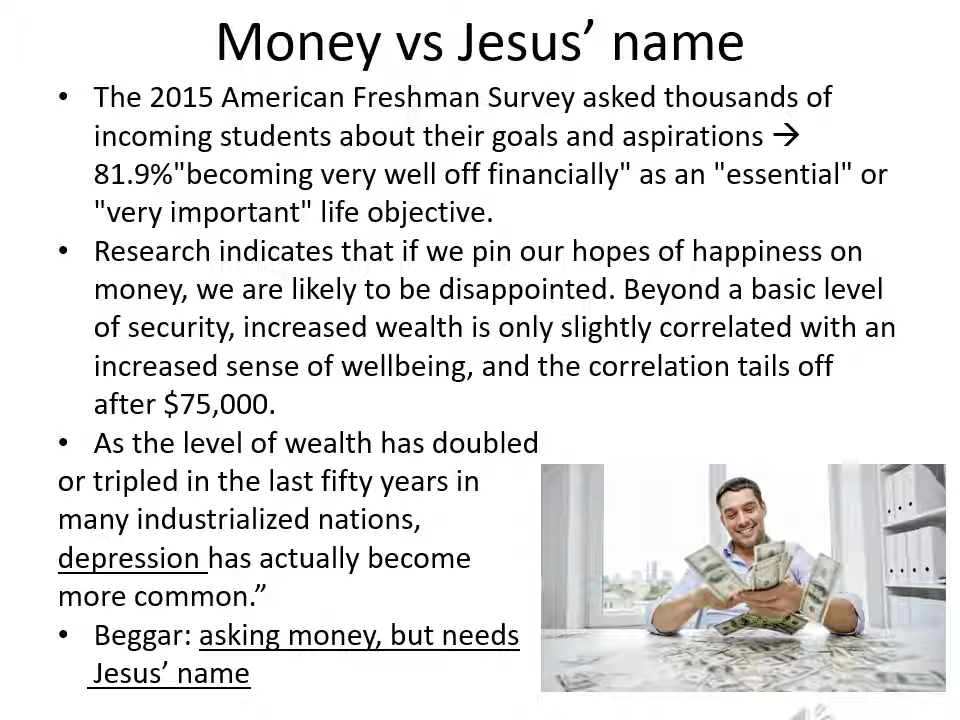 Money vs Jesus’ name
• The 2015 American Freshman Survey asked thousands of
incoming students about their goals and aspirations →
81.9%"becoming very well off financially" as an "essential" or
"very important" life objective.
• Research indicates that if we pin our hopes of happiness on
money, we are likely to be disappointed. Beyond a basic level
of security, increased wealth is only slightly correlated with an
increased sense of wellbeing, and the correlation tails off
after $75,000.
• As the level of wealth has doubled
or tripled in the last fifty years in
many industrialized nations,
depression has actually become
more common.”
• Beggar: asking money, but needs
Jesus’ name